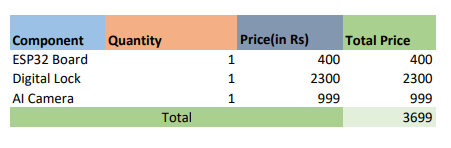 Component Quantity Price(in Rs) Total Price
ESP32 Board 1 400 400
Digital Lock 1 2300 2300
AI Camera 1 999 999
Total 3699